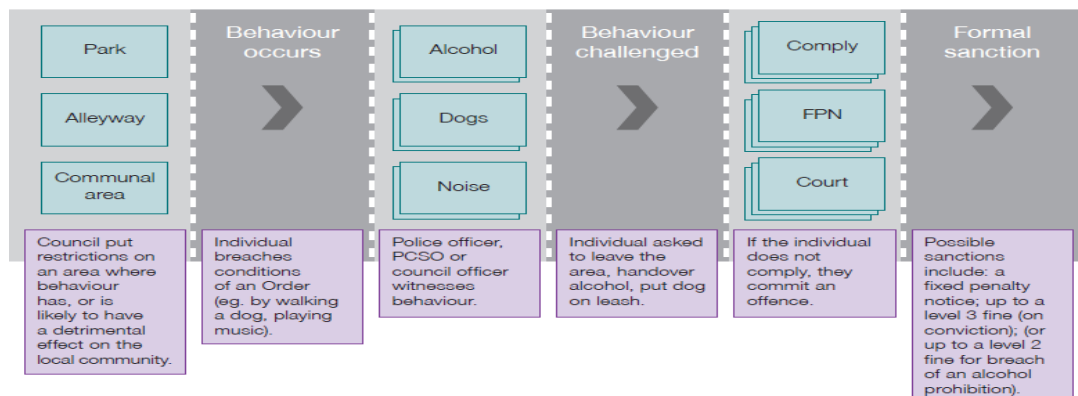 Park
Alleyway
Communal
area
Behaviour
occurs
Alcohol
Dogs
Noise
Behaviour
challenged
Comply
FPN
Court
Formal
sanction
Council put
restrictions on
an area where
behaviour
has, or is
likely to have
a detrimental
effect on the
local community.
Individual
breaches
conditions
of an Order
(eg. by walking
a dog, playing
music).
Police officer,
PCSO or
council officer
witnesses
behaviour.
Individual asked
to leave the
area, handover
alcohol, put dog
on leash.
If the individual
does not
comply, they
commit an
offence.
Possible
sanctions
include: a
fixed penalty
notice; up to a
level 3 fine (on
conviction); (or
up to a level 2
fine for breach
of an alcohol
prohibition).